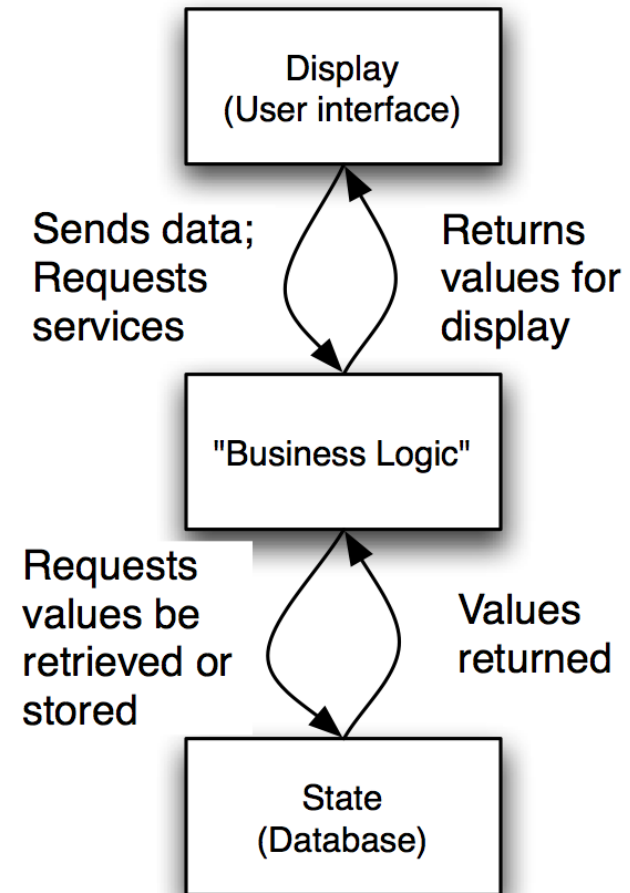 Display
(User interface)
Sends data;
Requests
services
Returns
values for
display
"Business Logic"
Requests
values be
retrieved or
stored
Values
returned
State
(Database)